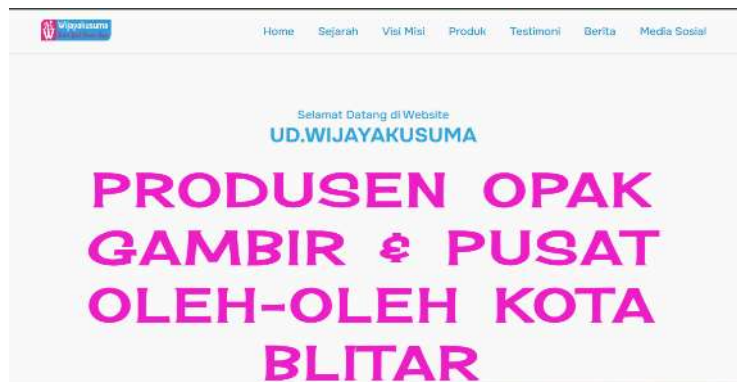 Wijayakusuma
Home Sejarah Visi Misi Produk Testimoni Berita Media Sosial
Selamat Datang di Website
UD.WIJAYAKUSUMA
PRODUSEN OPAK
GAMBIR & PUSAT
OLEH-OLEH KOTA
BLITAR